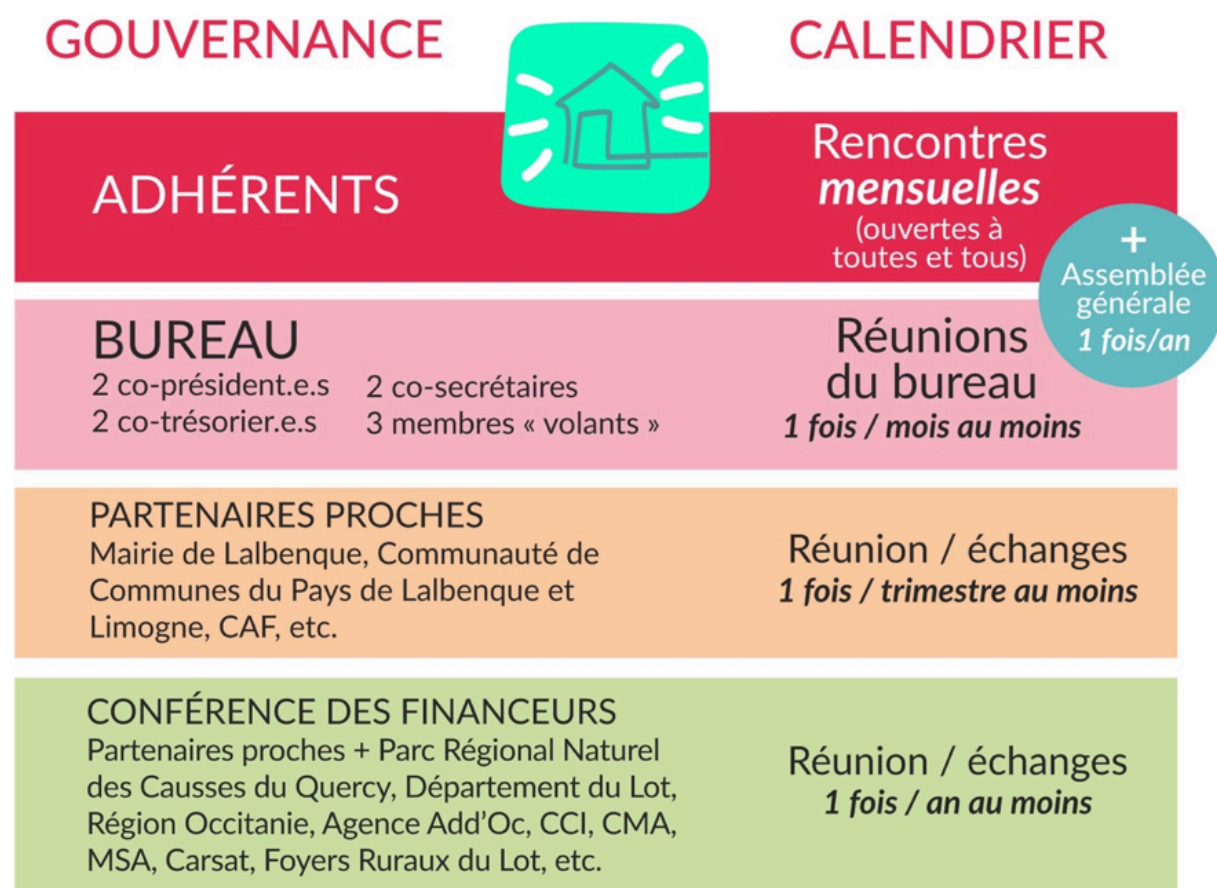 GOUVERNANCE
CALENDRIER
ADHÉRENTS
Rencontres
mensuelles
(ouvertes à
toutes et tous)
+
Assemblée
générale
1 fois/an
BUREAU
2 co-président.e.s
2 co-secrétaires
2 co-trésorier.e.s
3 membres « volants »
Réunions
du bureau
1 fois / mois au moins
PARTENAIRES PROCHES
Mairie de Lalbenque, Communauté de
Communes du Pays de Lalbenque et
Limogne, CAF, etc.
Réunion / échanges
1 fois / trimestre au moins
CONFÉRENCE DES FINANCEURS
Partenaires proches + Parc Régional Naturel
des Causses du Quercy, Département du Lot,
Région Occitanie, Agence Add’Oc, CCI, CMA,
MSA, Carsat, Foyers Ruraux du Lot, etc.
Réunion / échanges
1 fois / an au moins